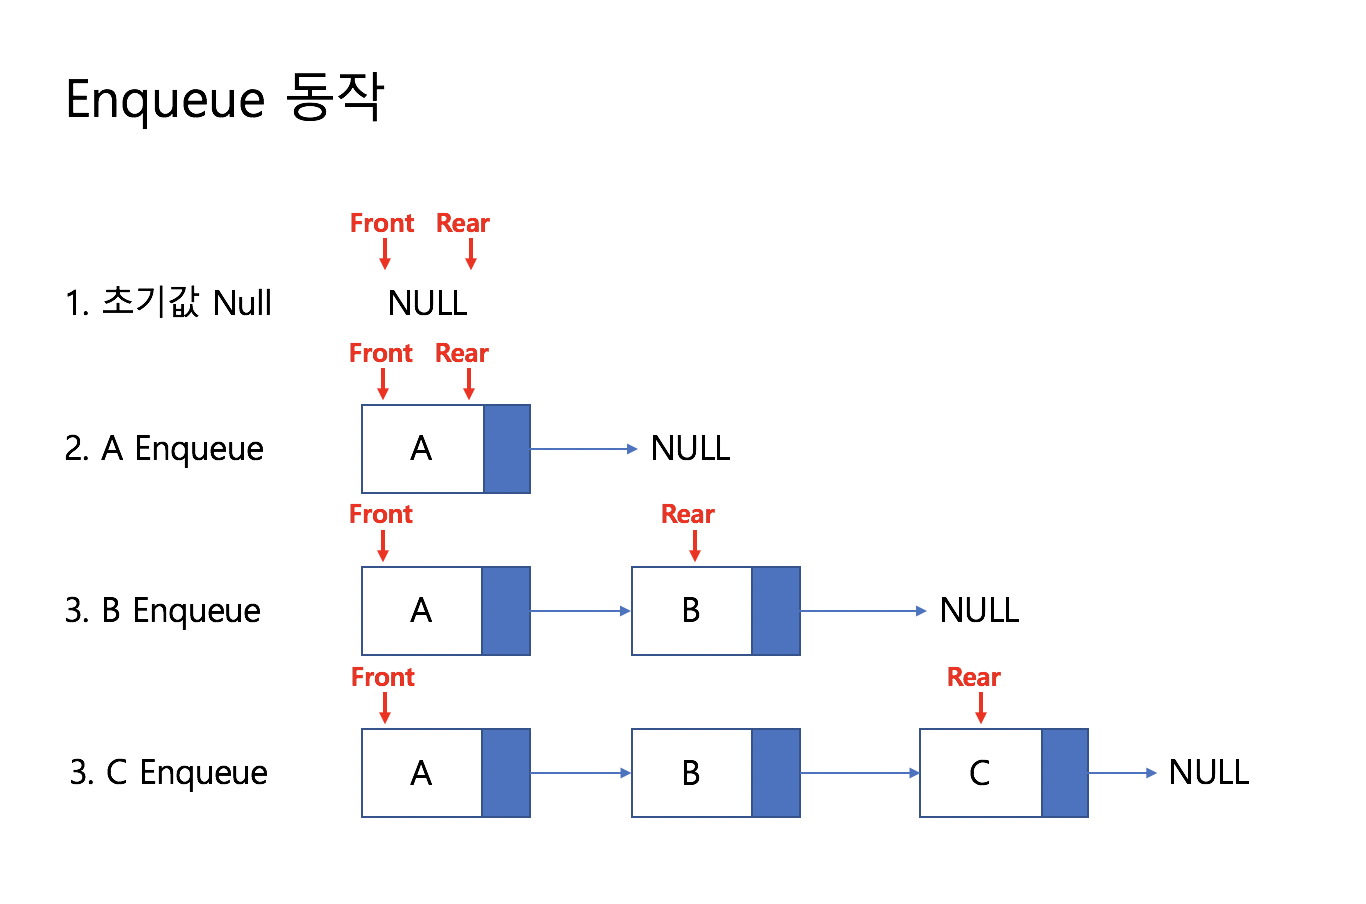 Enqueue 동작
Front Rear
1. 초기값 Null NULL
Front Rear
2. A Enqueue A NULL
Front Rear
3. B Enqueue A B NULL
Front Rear
3. C Enqueue A B C NULL